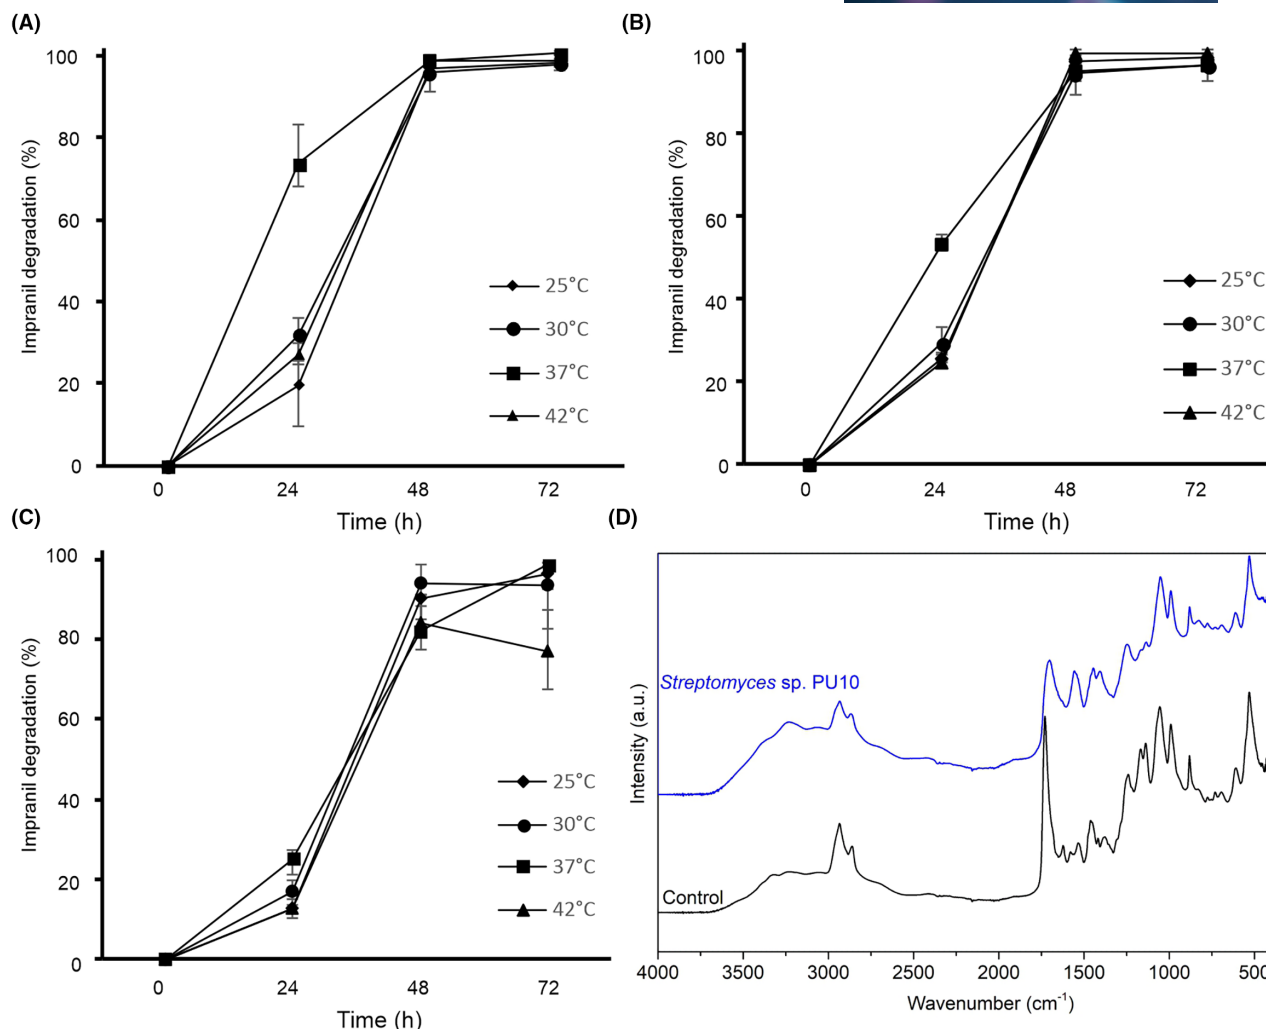 (A)
100
80
60
40
20
0
Impranil degradation (%)
25°C
30°C
37°C
42°C
0 24 48 72
Time (h)
(B)
100
80
60
40
20
0
Impranil degradation (%)
25°C
30°C
37°C
42°C
0 24 48 72
Time (h)
(C)
100
80
60
40
20
0
Impranil degradation (%)
25°C
30°C
37°C
42°C
0 24 48 72
Time (h)
(D)
Intensity (a.u.)
Streptomyces sp. PU10
Control
4000 3500 3000 2500 2000 1500 1000 500
Wavenumber (cm⁻¹)